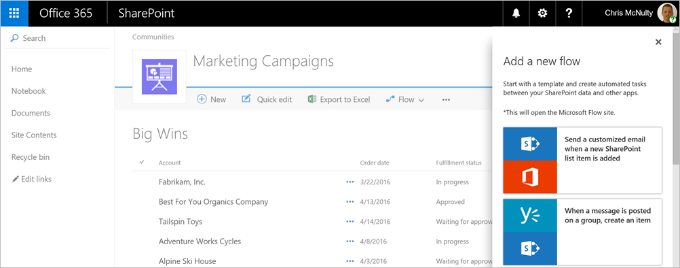 Office 365
SharePoint
Chris McNulty
Search
Home
Notebook
Documents
Site Contents
Recycle bin
Edit links
Communities
Marketing Campaigns
New
Quick edit
Export to Excel
Flow
Big Wins
Account
Order date
Fulfillment status
Fabrikam, Inc.
3/22/2016
In progress
Best For You Organics Company
4/13/2016
Approved
Tailspin Toys
4/14/2016
Waiting for approv
Adventure Works Cycles
4/8/2016
In progress
Alpine Ski House
4/3/2016
Waiting for approv
Add a new flow
Start with a template and create automated tasks
between your SharePoint data and other apps.
*This will open the Microsoft Flow site.
Send a customized email
when a new SharePoint
list item is added
When a message is posted
on a group, create an item